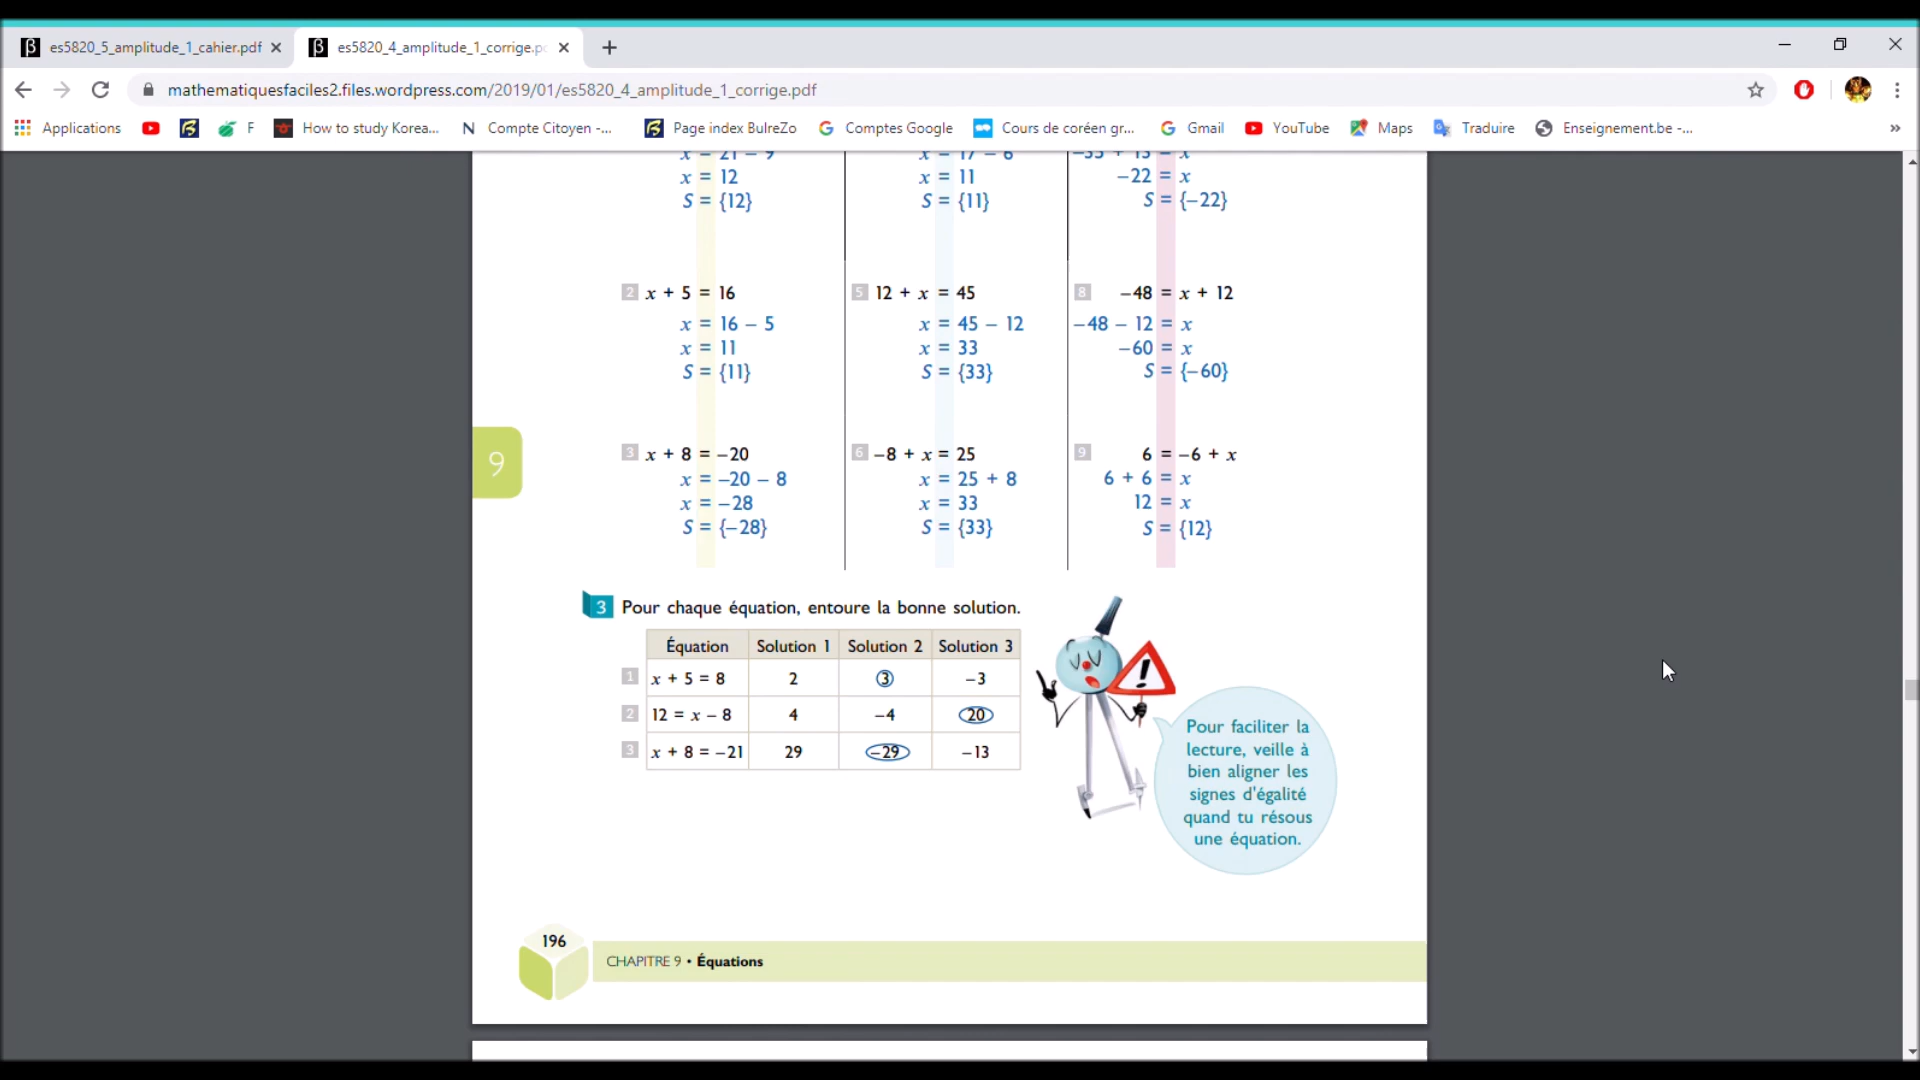 es5820_5_amplitude_1_cahier.pdf
es5820_4_amplitude_1_corrige.p
mathematiquesfaciles2.files.wordpress.com/2019/01/es5820_4_amplitude_1_corrige.pdf
Applications F How to study Korea... Compte Citoyen -... Page index BulreZo Comptes Google Cours de coréen gr... Gmail YouTube Maps Traduire Enseignement.be -... »
x = 21 – 9
x = 12
S = {12}
x = 17 – 6
x = 11
S = {11}
–35 + 13 = x
–22 = x
S = {–22}
2 x + 5 = 16
x = 16 – 5
x = 11
S = {11}
5 12 + x = 45
x = 45 – 12
x = 33
S = {33}
8 –48 = x + 12
–48 – 12 = x
–60 = x
S = {–60}
9
3 x + 8 = –20
x = –20 – 8
x = –28
S = {–28}
6 –8 + x = 25
x = 25 + 8
x = 33
S = {33}
9 6 = –6 + x
6 + 6 = x
12 = x
S = {12}
3 Pour chaque équation, entoure la bonne solution.
Équation Solution 1 Solution 2 Solution 3
1 x + 5 = 8 2 3 –3
2 12 = x – 8 4 –4 20
3 x + 8 = –21 29 –29 –13
!
Pour faciliter la
lecture, veille à
bien aligner les
signes d'égalité
quand tu résous
une équation.
196
CHAPITRE 9 • Équations